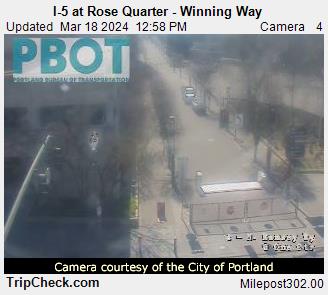 I-5 at Rose Quarter - Winning Way
Updated Mar 18 2024 12:58 PM Camera 4
PBOT
PORTLAND BUREAU OF TRANSPORTATION
Camera courtesy of the City of Portland
TripCheck.com Milepost302.00